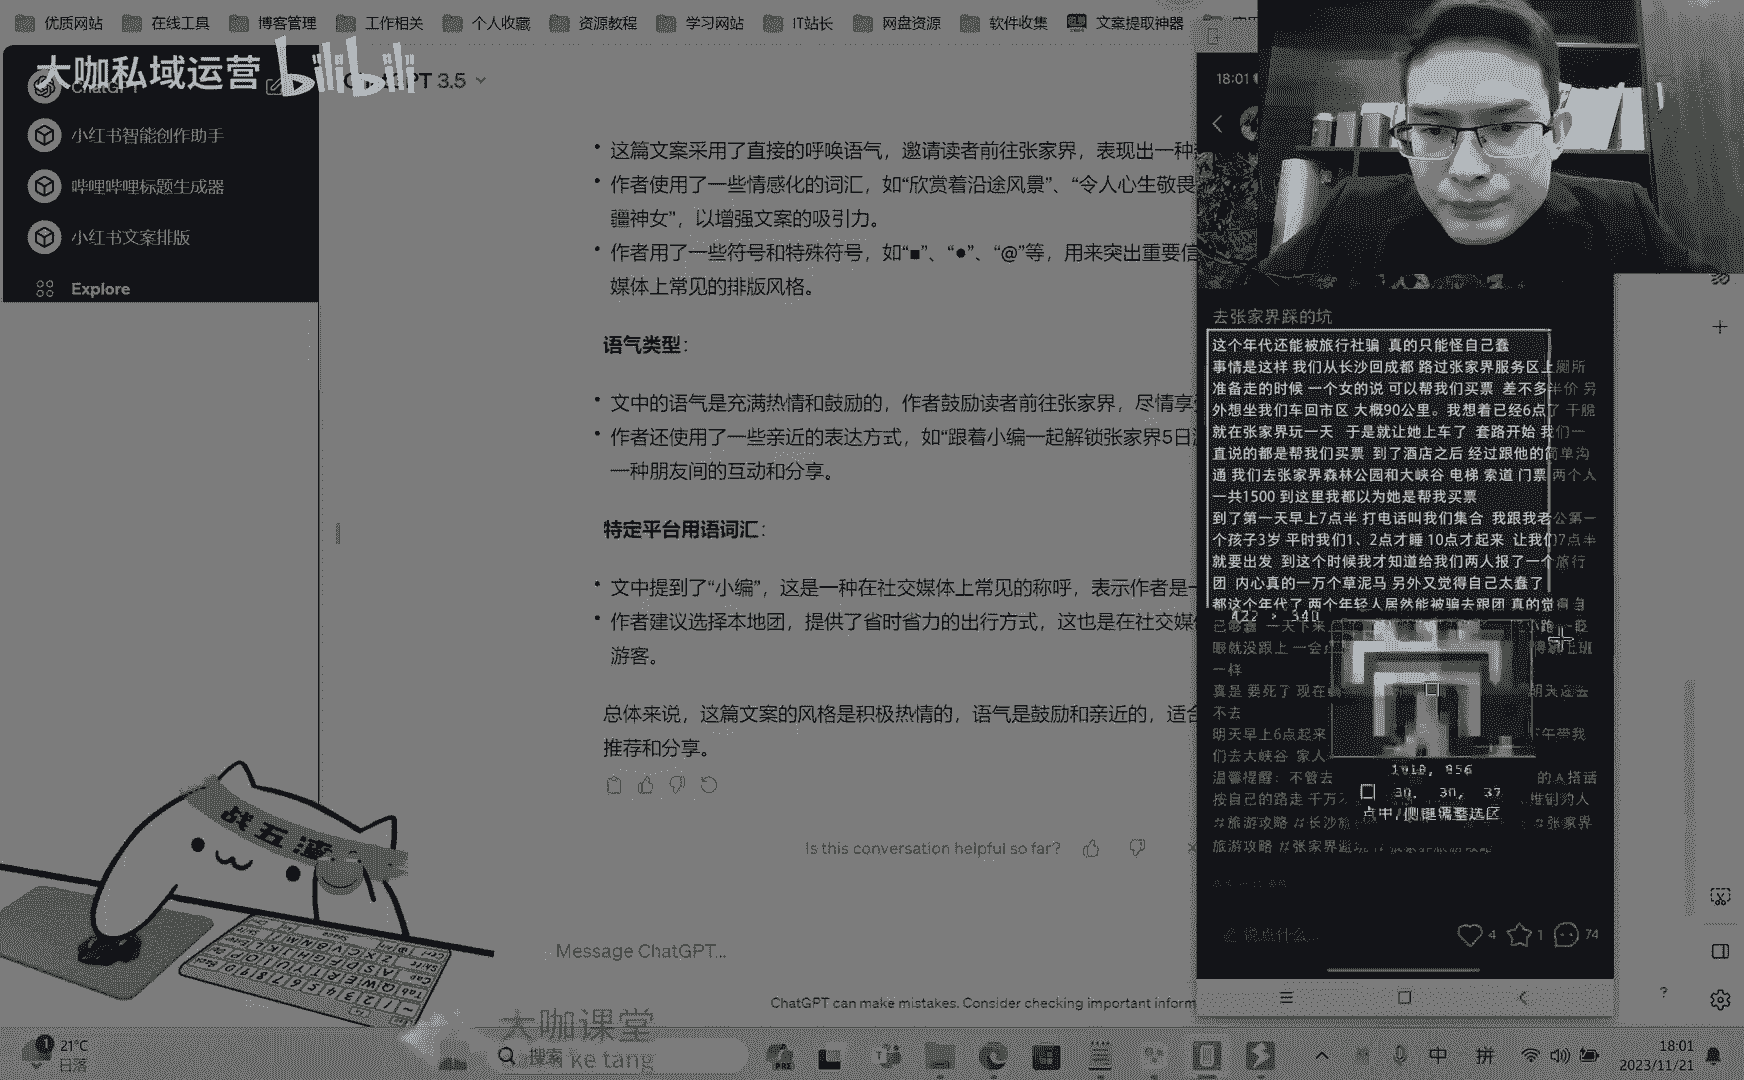 优质网站
在线工具
博客管理
工作相关
个人收藏
资源教程
学习网站
IT站长
网盘资源
软件收集
文案提取神器
大咖私域运营
bilibili
ChatGPT
3.5
小红书智能创作助手
哔哩哔哩标题生成器
小红书文案排版
Explore
这篇文案采用了直接的呼唤语气，邀请读者前往张家界，表现出一种
作者使用了一些情感化的词汇，如“欣赏着沿途风景”、“令人心生敬畏
疆神女”，以增强文案的吸引力。
作者用了一些符号和特殊符号，如“■”、“●”、“@”等，用来突出重要信
媒体上常见的排版风格。
语气类型：
文中的语气是充满热情和鼓励的，作者鼓励读者前往张家界，尽情享
作者还使用了一些亲近的表达方式，如“跟着小编一起解锁张家界5日
一种朋友间的互动和分享。
特定平台用语词汇：
文中提到了“小编”，这是一种在社交媒体上常见的称呼，表示作者是一
作者建议选择本地团，提供了省时省力的出行方式，这也是在社交媒
游客。
总体来说，这篇文案的风格是积极热情的，语气是鼓励和亲近的，适合
推荐和分享。
Is this conversation helpful so far?
Message ChatGPT...
ChatGPT can make mistakes. Consider checking important inform
18:01
去张家界踩的坑
这个年代还能被旅行社骗 真的只能怪自己蠢
事情是这样 我们从长沙回成都 路过张家界服务区上厕所
准备走的时候 一个女的说 可以帮我们买票 差不多半价 另
外想坐我们车回市区 大概90公里。我想着已经6点了 干脆
就在张家界玩一天 于是就让她上车了 套路开始 我们一
直说的都是帮我们买票 到了酒店之后 经过跟他的简单沟
通 我们去张家界森林公园和大峡谷 电梯 索道 门票 两个人
一共1500 到这里我都以为她是帮我买票
到了第一天早上7点半 打电话叫我们集合 我跟我老公第一
个孩子3岁 平时我们1、2点才睡 10点才起来 让我们7点半
就要出发 到这个时候我才知道给我们两人报了一个旅行
团 内心真的一万个草泥马 另外又觉得自己太蠢了
都这个年代了 两个年轻人居然能被骗去跟团 真的觉得自
422 × 340
一天下来
小跑 一眨
眼就没跟上 一会
上班
一样
真是 要死了 现在
明天还去
不去
明天早上6点起来
下午带我
们去大峡谷 家人
温馨提醒：不管去
的人搭话
按自己的路走 千万
推销的人
#旅游攻略 #长沙旅
#张家界
旅游攻略 #张家界避坑
30, 30, 37
点中/侧键调整选区
说点什么...
4
1
74
战五渣
大咖课堂
ke tang
21°C
日落
搜索
中
拼
18:01
2023/11/21